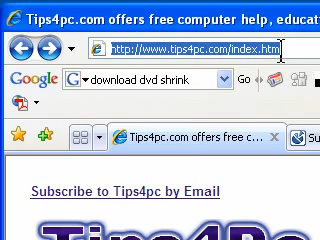 Tips4pc.com offers free computer help, educat
http://www.tips4pc.com/index.htm
Google G download dvd shrink Go
Tips4pc.com offers free c... Su
Subscribe to Tips4pc by Email
Tips4Pc